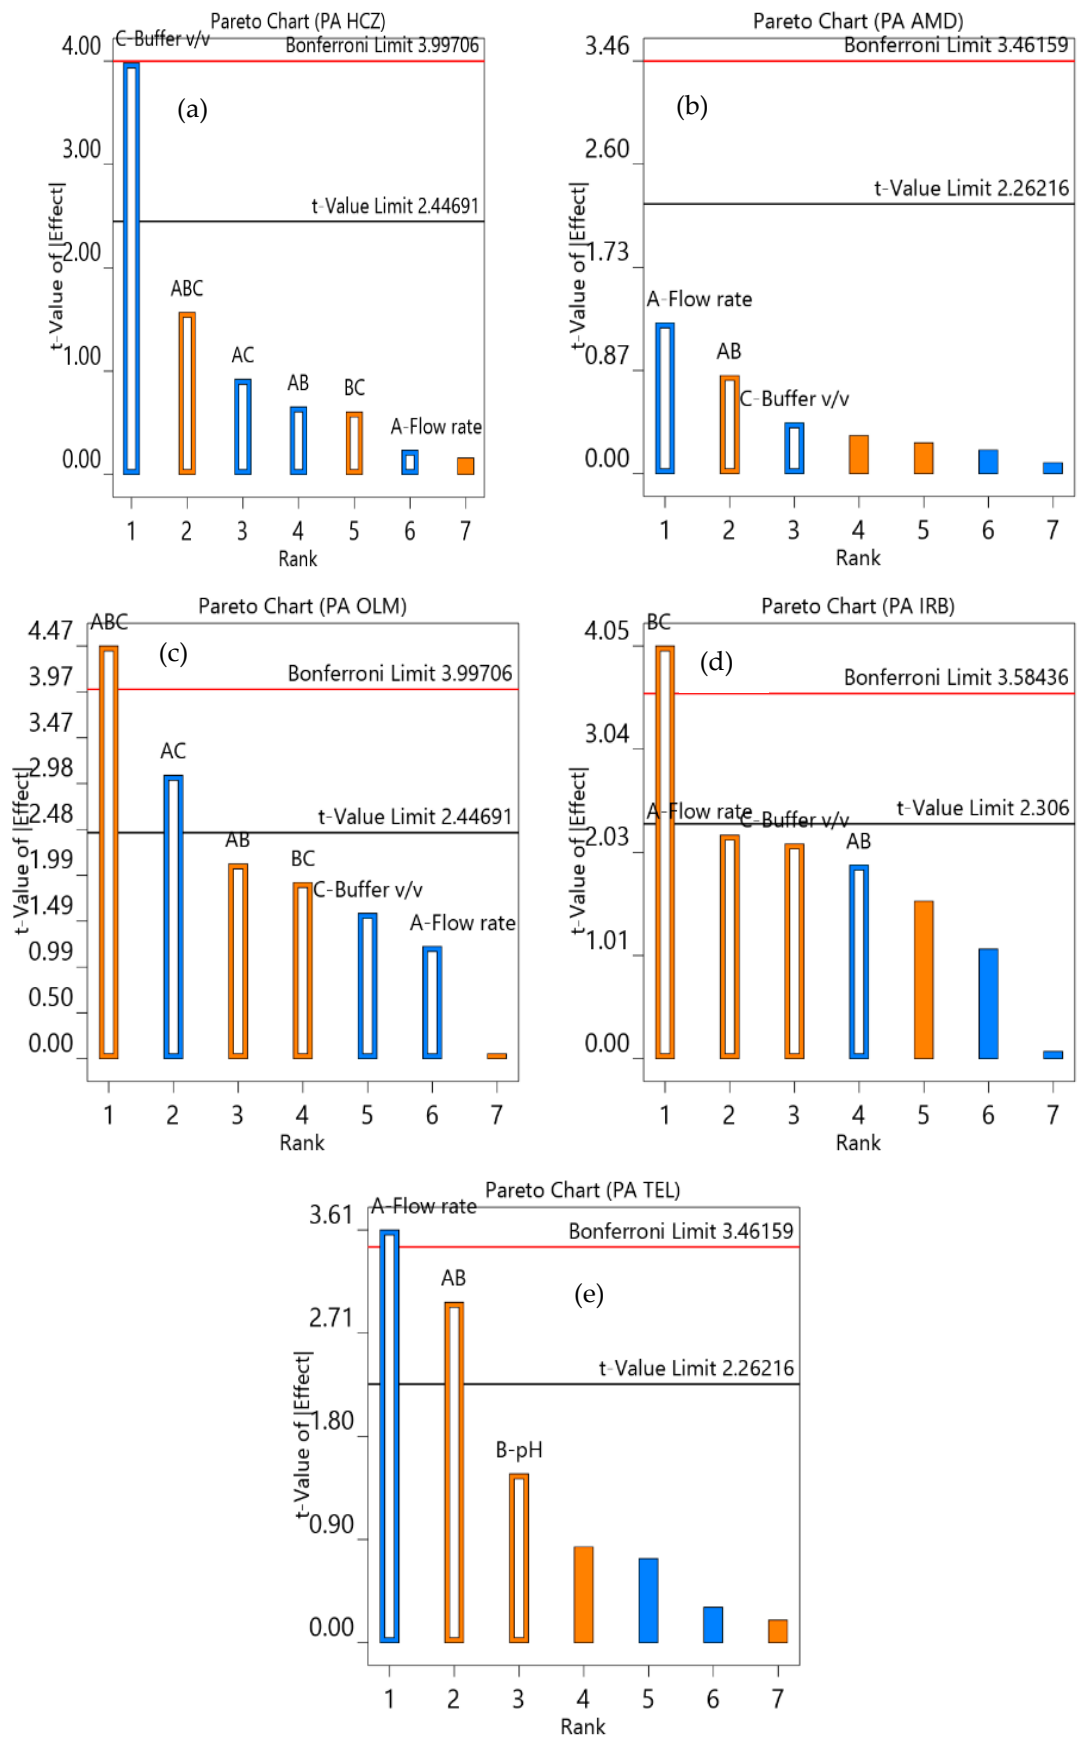 Pareto Chart (PA HCZ)
C-Buffer v/v
Bonferroni Limit 3.99706
4.00
(a)
3.00
t-Value Limit 2.44691
2.00
ABC
AC
1.00
AB
BC
A-Flow rate
0.00
t-Value of |Effect|
1 2 3 4 5 6 7
Rank
Pareto Chart (PA AMD)
3.46
Bonferroni Limit 3.46159
(b)
2.60
t-Value Limit 2.26216
1.73
A-Flow rate
0.87
AB
C-Buffer v/v
0.00
t-Value of |Effect|
1 2 3 4 5 6 7
Rank
Pareto Chart (PA OLM)
ABC
4.47
(c)
Bonferroni Limit 3.99706
3.97
3.47
AC
2.98
t-Value Limit 2.44691
2.48
AB
BC
1.99
C-Buffer v/v
1.49
A-Flow rate
0.99
0.50
0.00
t-Value of |Effect|
1 2 3 4 5 6 7
Rank
Pareto Chart (PA IRB)
BC
4.05
(d)
Bonferroni Limit 3.58436
3.04
t-Value Limit 2.306
A-Flow rate
C-Buffer v/v
2.03
AB
1.01
0.00
t-Value of |Effect|
1 2 3 4 5 6 7
Rank
Pareto Chart (PA TEL)
A-Flow rate
3.61
Bonferroni Limit 3.46159
AB
(e)
2.71
t-Value Limit 2.26216
1.80
B-pH
0.90
0.00
t-Value of |Effect|
1 2 3 4 5 6 7
Rank